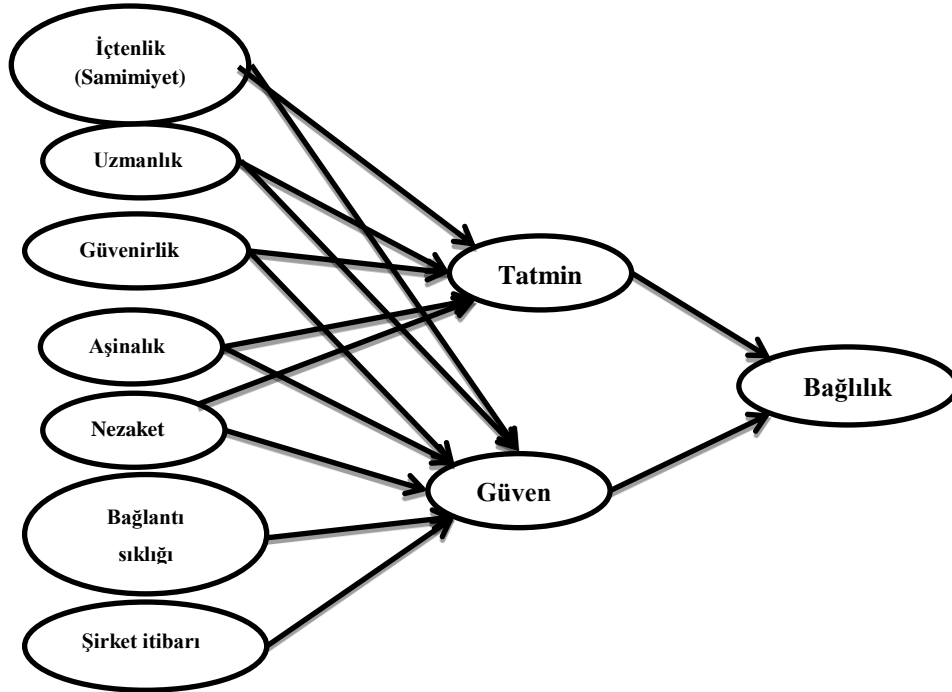 İçtenlik
(Samimiyet)
Uzmanlık
Güvenirlik
Aşinalık
Nezaket
Bağlantı
sıklığı
Şirket itibarı
Tatmin
Güven
Bağlılık